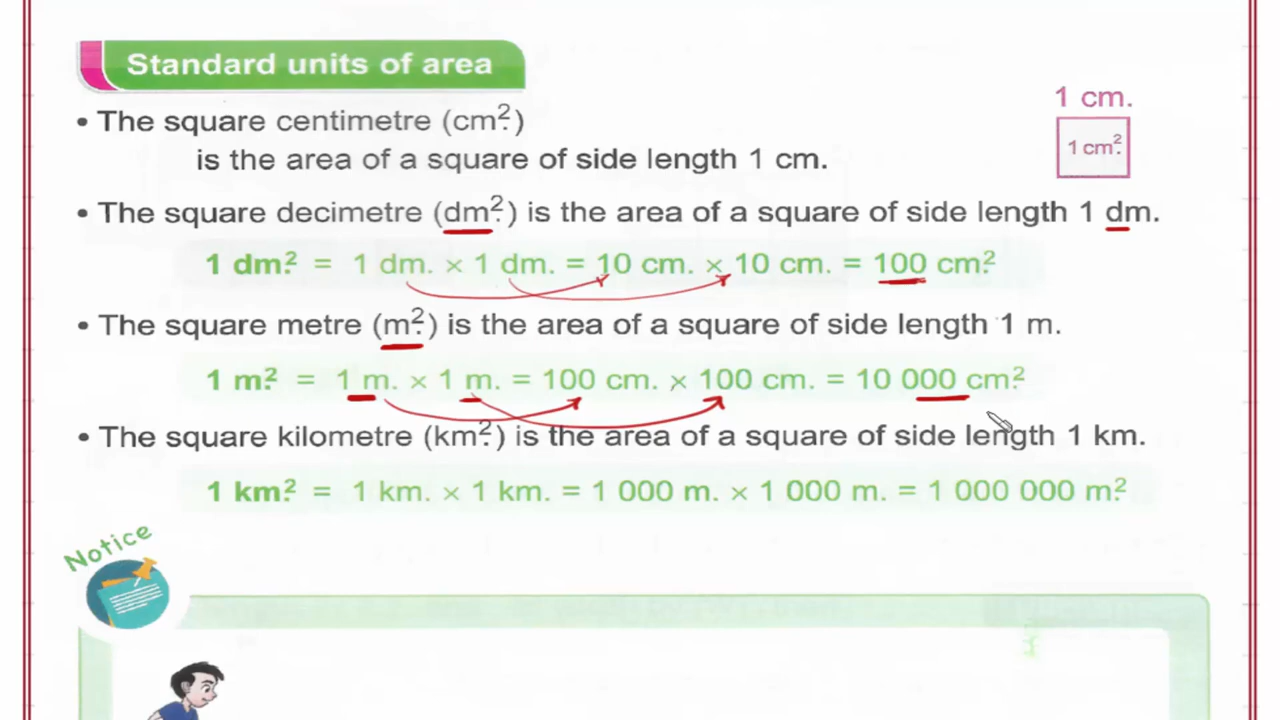 Standard units of area
1 cm.
• The square centimetre (cm².)
1 cm².
is the area of a square of side length 1 cm.
• The square decimetre (dm².) is the area of a square of side length 1 dm.
1 dm². = 1 dm. × 1 dm. = 10 cm. × 10 cm. = 100 cm².
• The square metre (m².) is the area of a square of side length 1 m.
1 m². = 1 m. × 1 m. = 100 cm. × 100 cm. = 10 000 cm².
• The square kilometre (km².) is the area of a square of side length 1 km.
1 km². = 1 km. × 1 km. = 1 000 m. × 1 000 m. = 1 000 000 m².
Notice